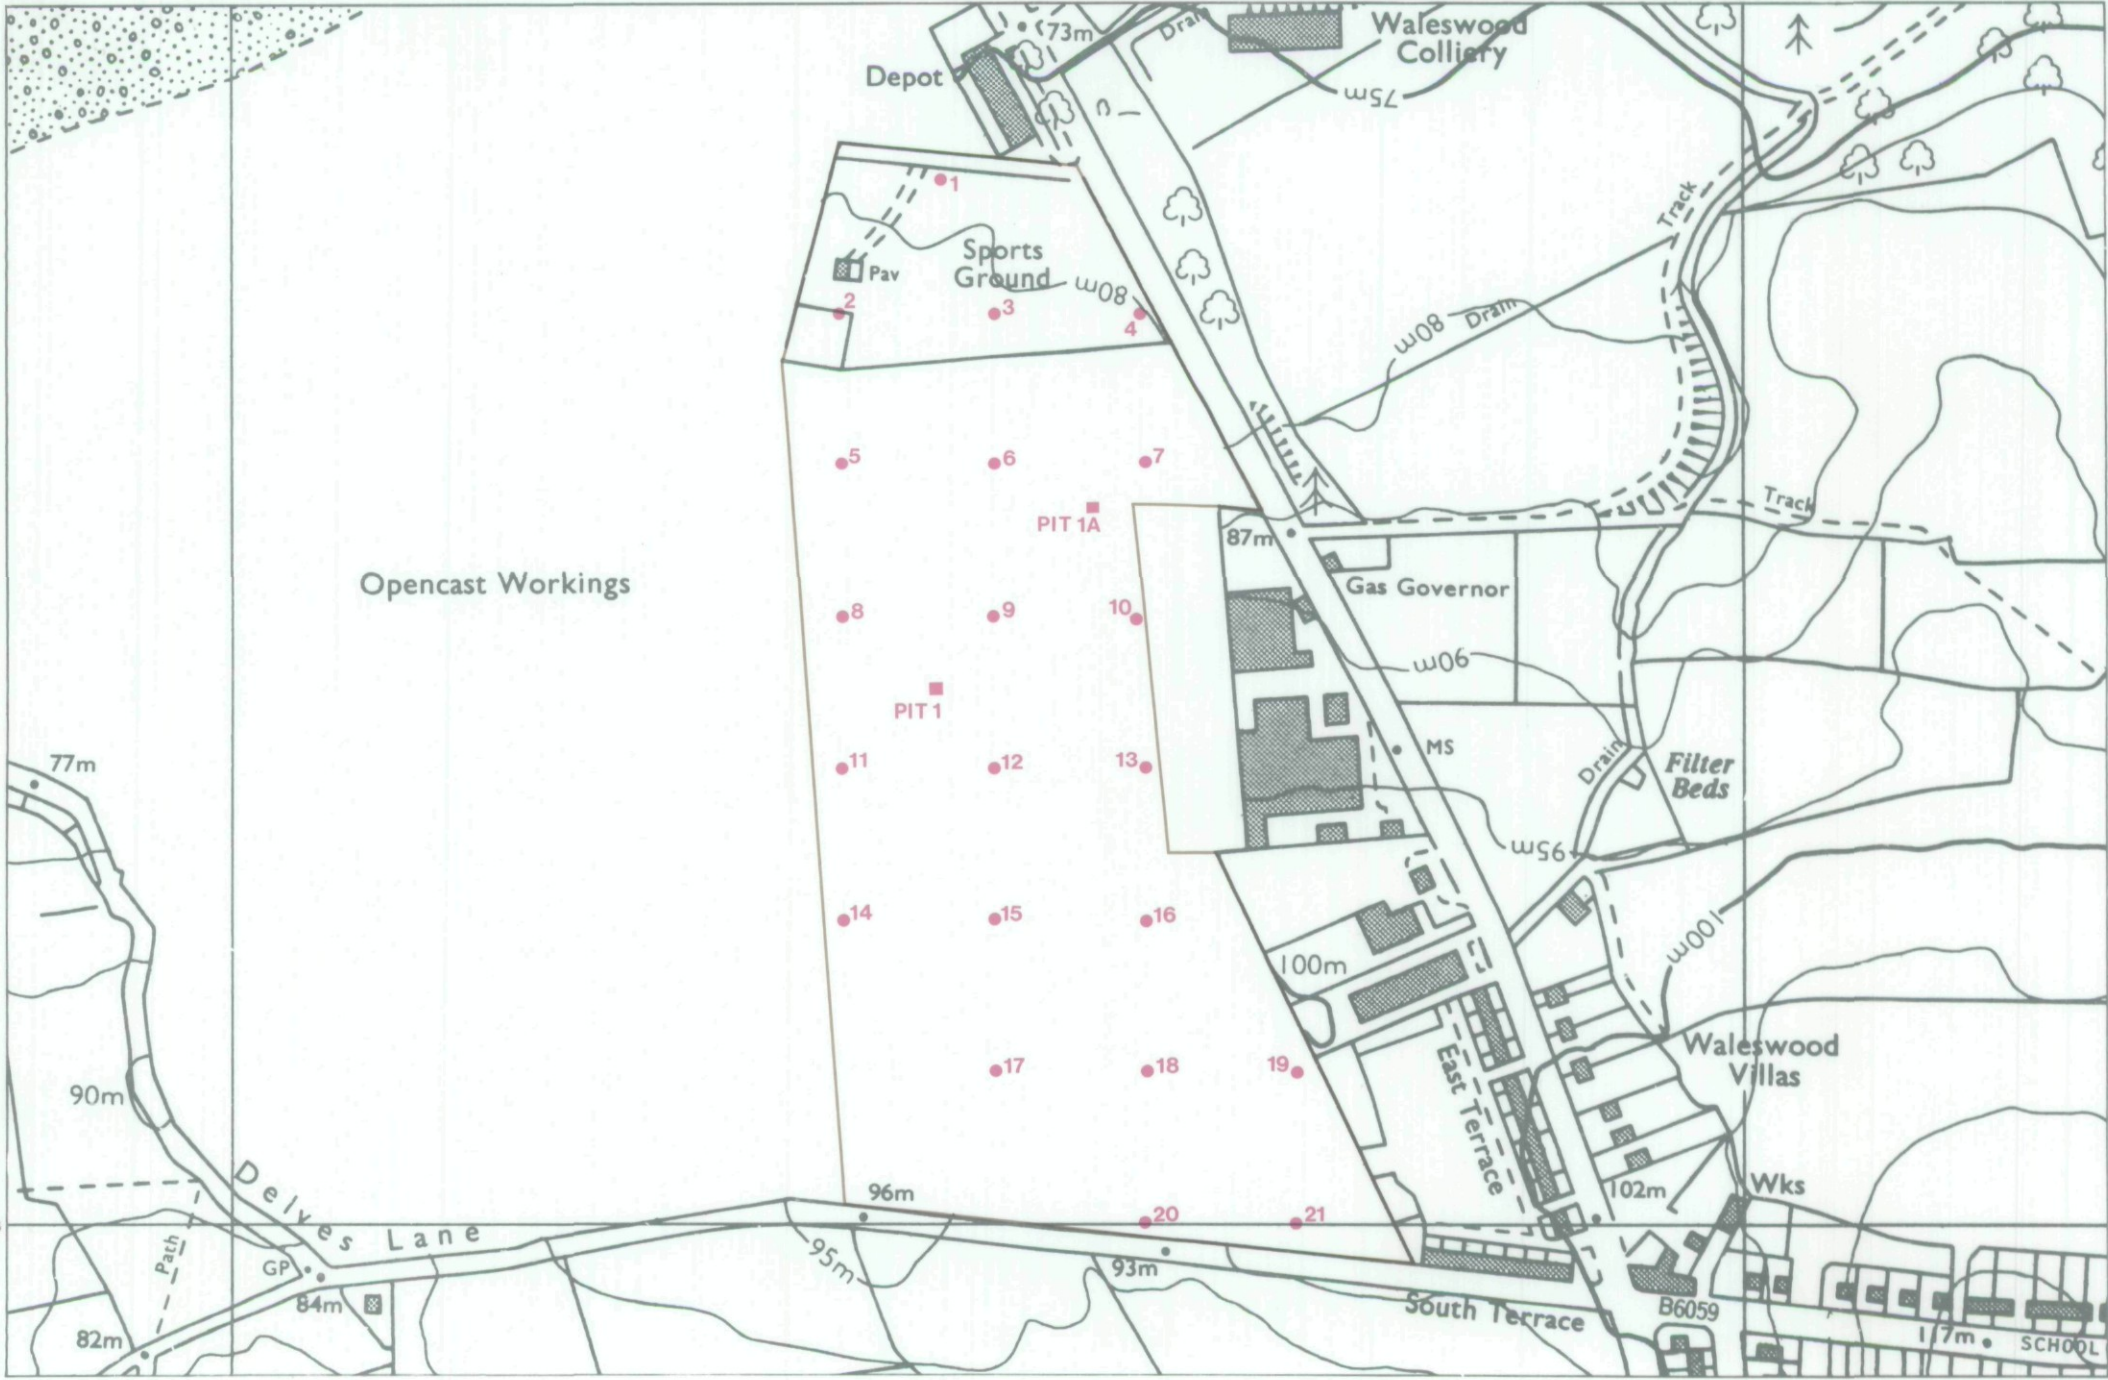 73m
Drain
Waleswood
Colliery
Depot
75m
1
Track
Sports
Ground
Pav
80m
2
3
4
80m
Drain
5
6
7
PIT 1A
Track
87m
Opencast Workings
Gas Governor
8
9
10
90m
PIT 1
77m
11
12
13
MS
Drain
Filter
Beds
95m
14
15
16
100m
100m
17
18
19
Waleswood
Villas
90m
East Terrace
Delves Lane
96m
102m
Wks
20
21
Path
GP
95m
93m
84m
South Terrace
B6059
82m
117m
SCHOOL